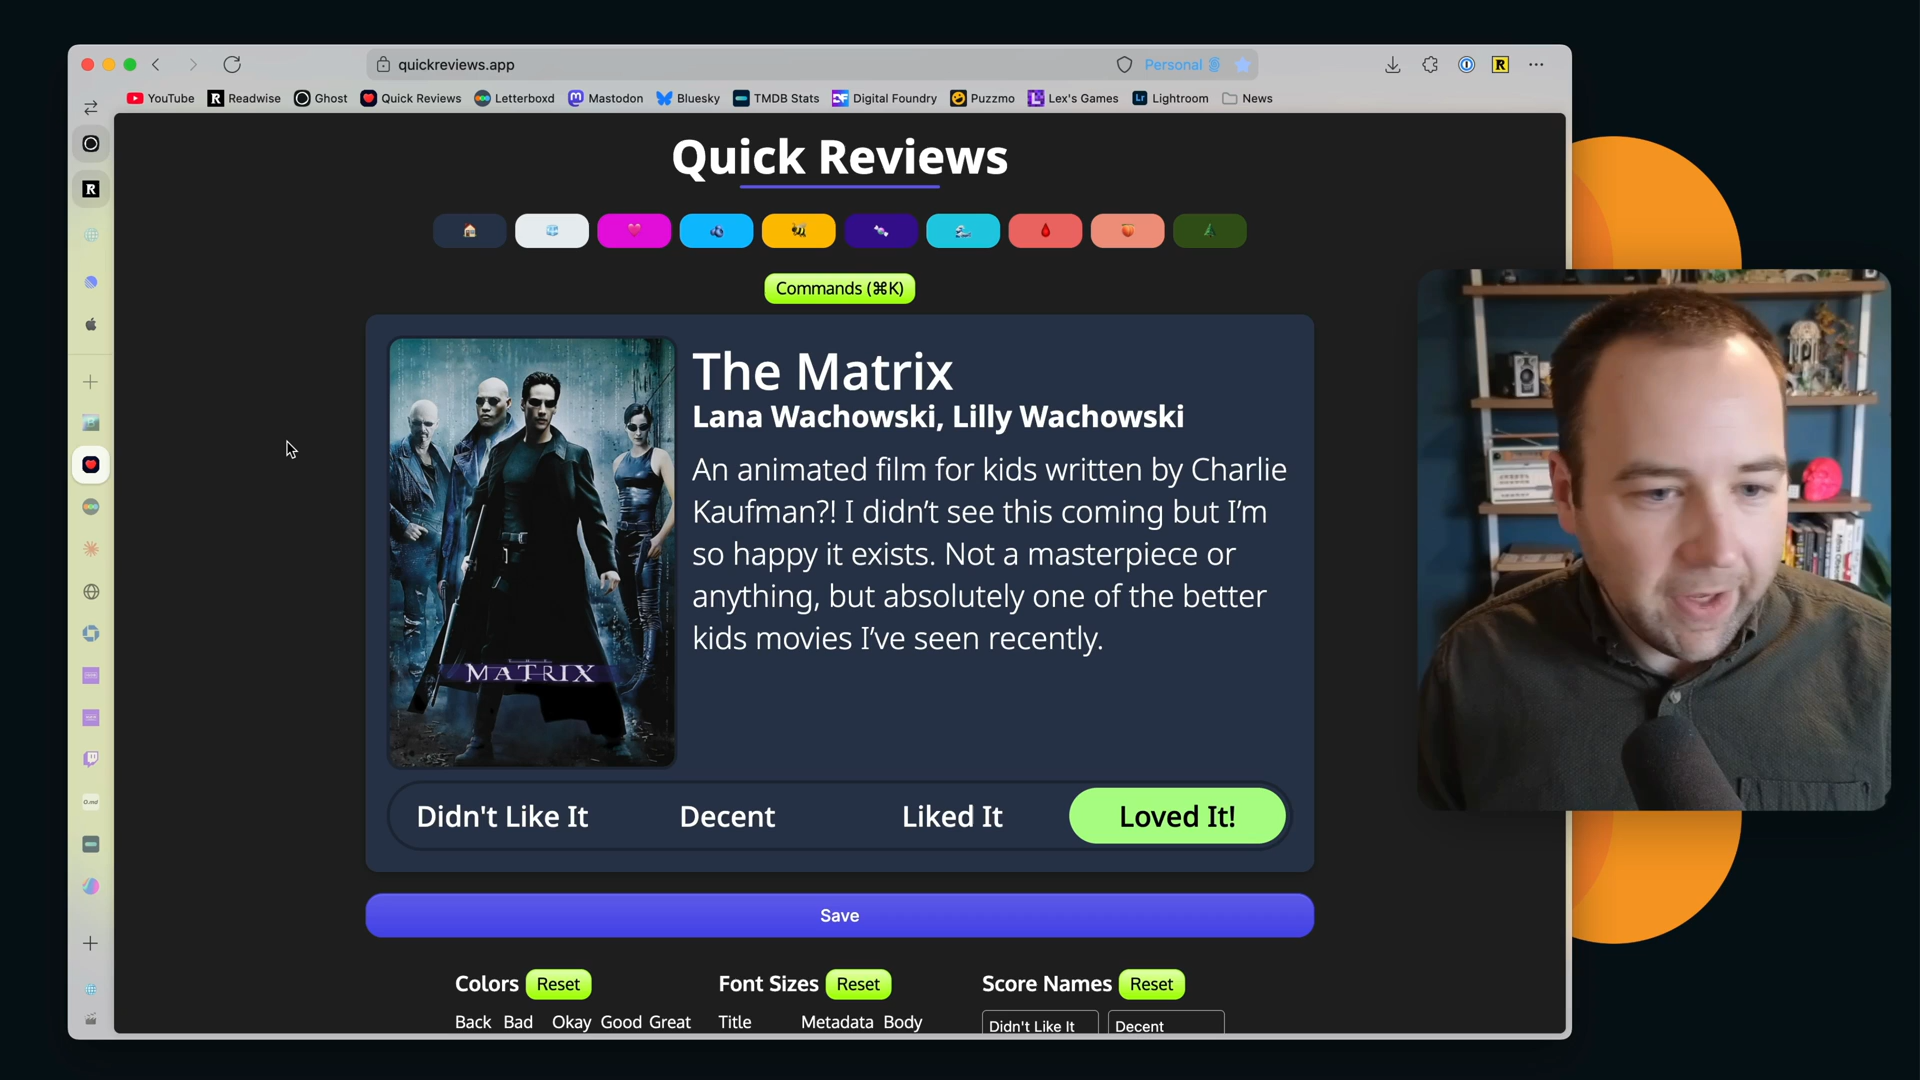 quickreviews.app
Personal
YouTube
Readwise
Ghost
Quick Reviews
Letterboxd
Mastodon
Bluesky
TMDB Stats
Digital Foundry
Puzzmo
Lex's Games
Lightroom
News
Quick Reviews
Commands (⌘K)
MATRIX
The Matrix
Lana Wachowski, Lilly Wachowski
An animated film for kids written by Charlie
Kaufman?! I didn’t see this coming but I’m
so happy it exists. Not a masterpiece or
anything, but absolutely one of the better
kids movies I’ve seen recently.
Didn't Like It
Decent
Liked It
Loved It!
Save
Colors Reset
Font Sizes Reset
Score Names Reset
Back Bad Okay Good Great
Title Metadata Body
Didn't Like It
Decent